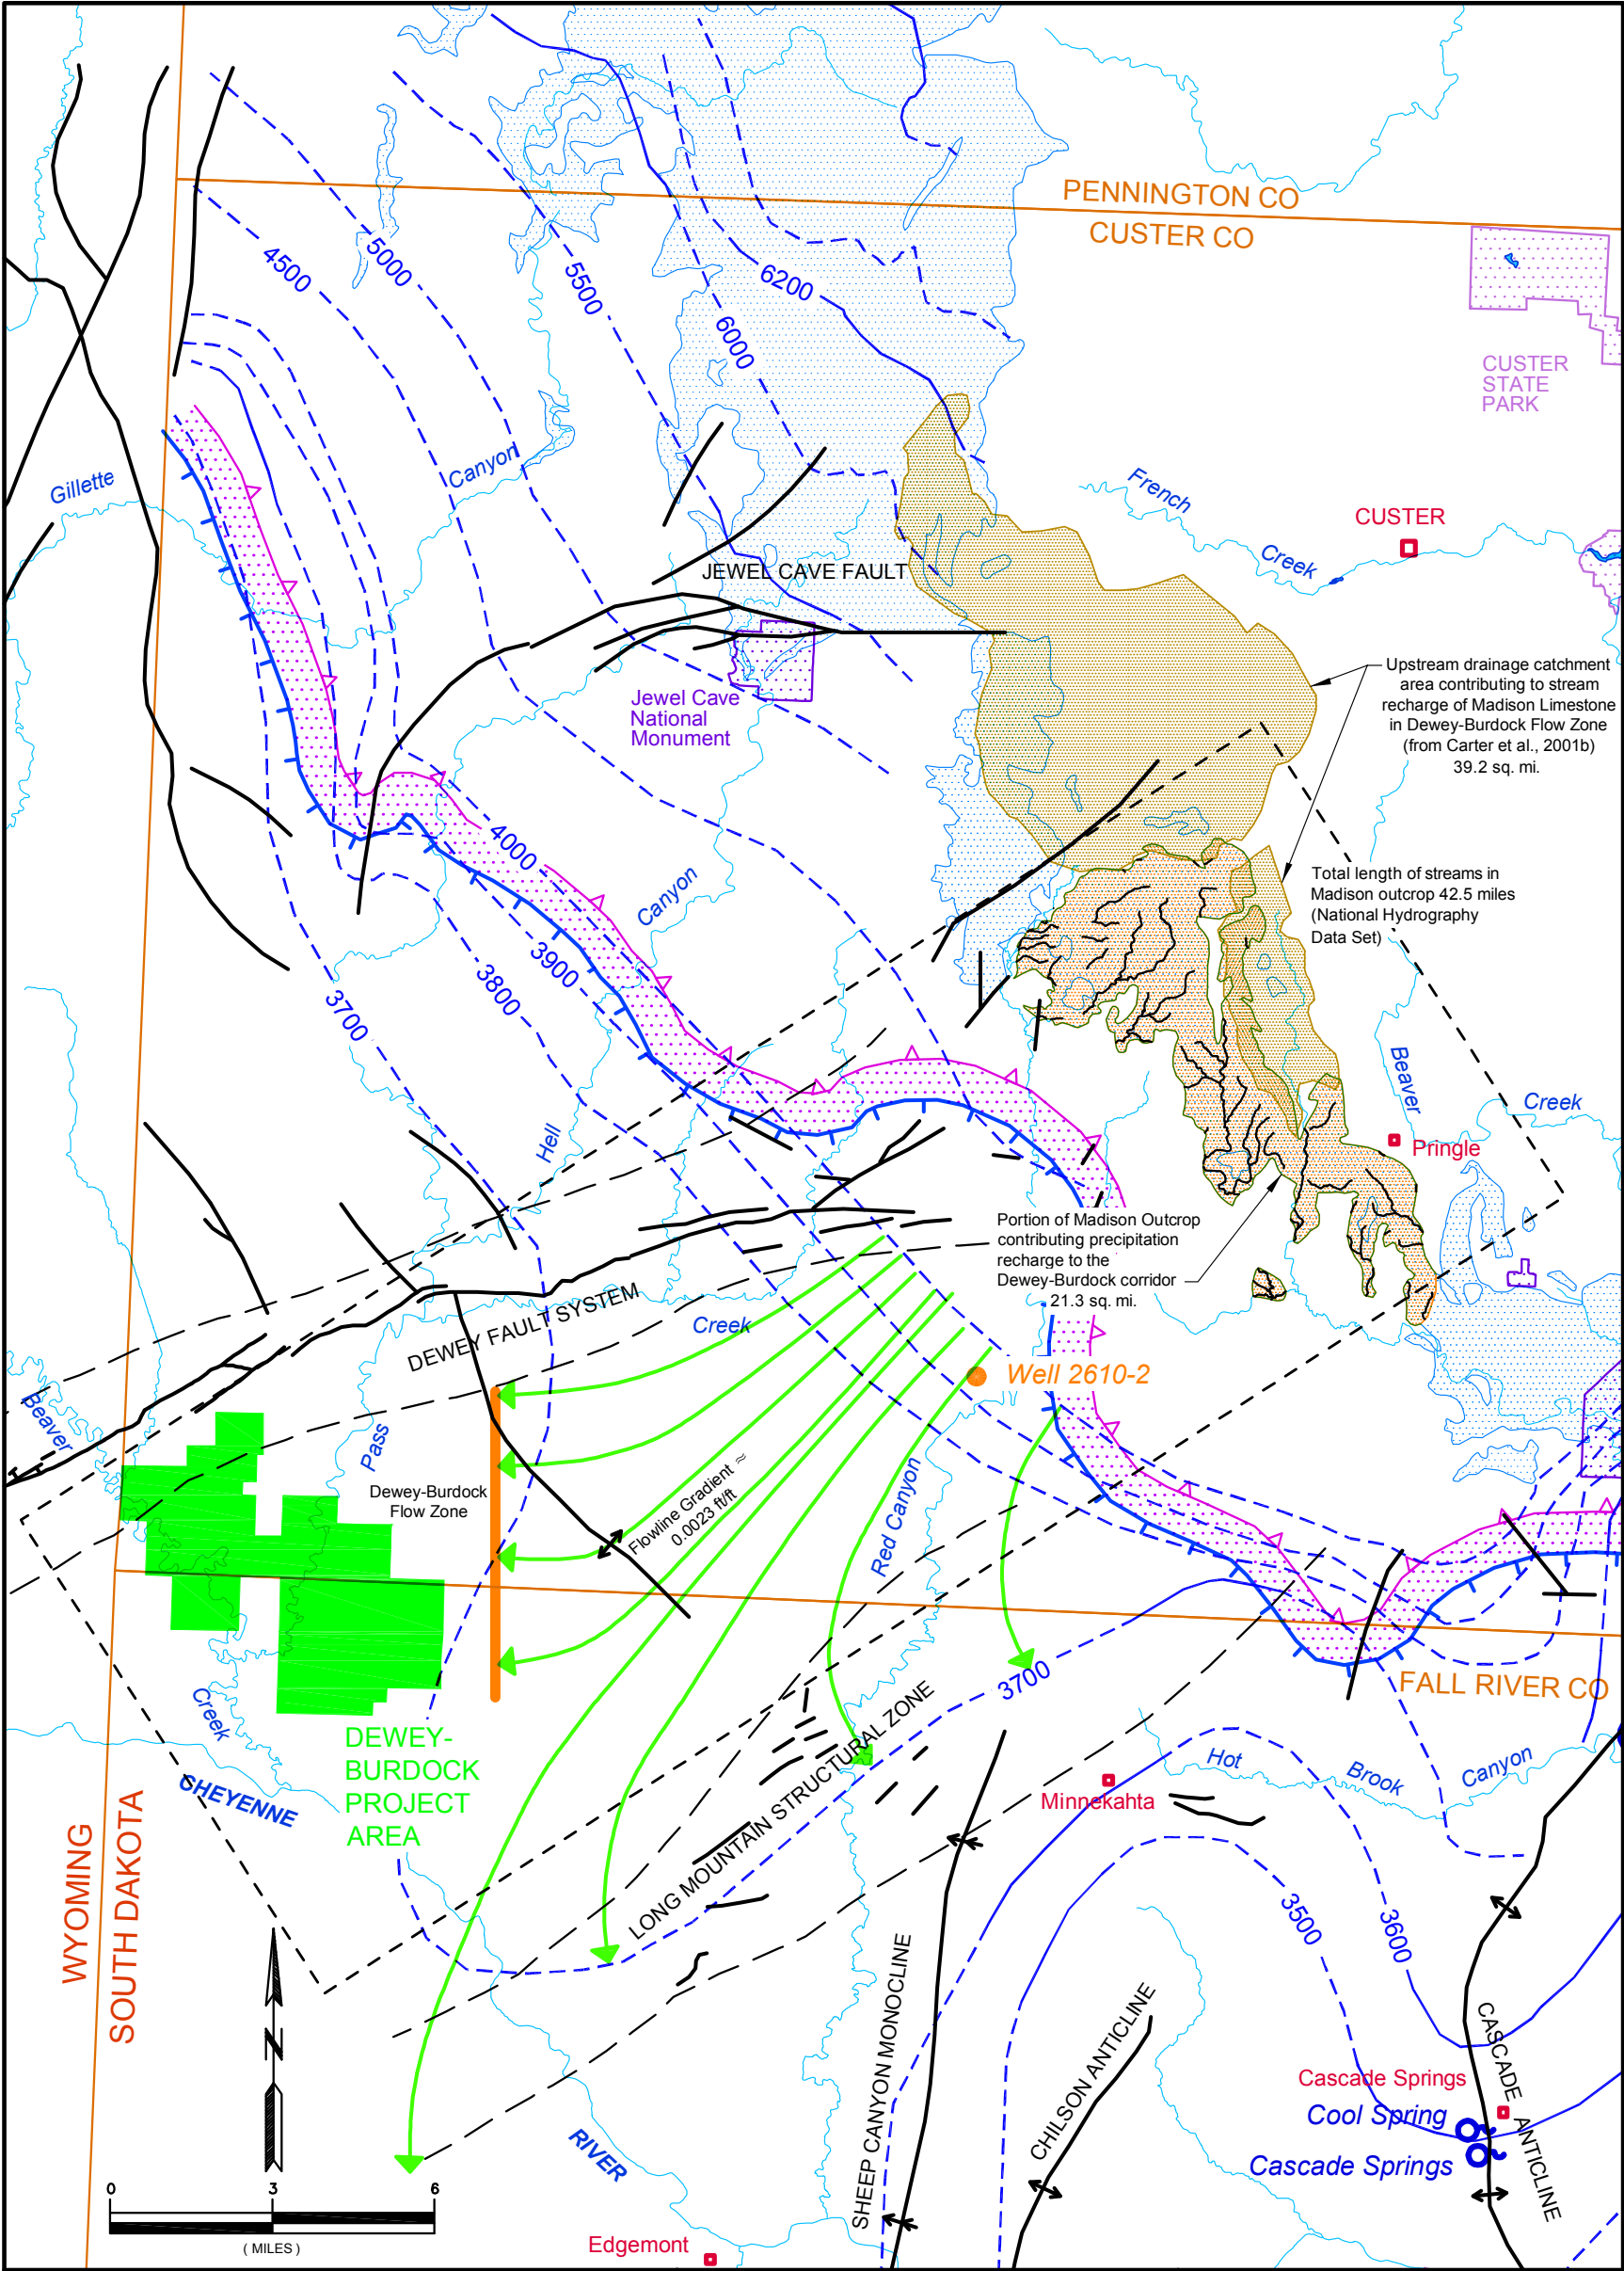 PENNINGTON CO
CUSTER CO
4500
5000
5500
6000
6200
CUSTER
STATE
PARK
Gillette
Canyon
French
Creek
CUSTER
JEWEL CAVE FAULT
Jewel Cave
National
Monument
Upstream drainage catchment
area contributing to stream
recharge of Madison Limestone
in Dewey-Burdock Flow Zone
(from Carter et al., 2001b)
39.2 sq. mi.
4000
Canyon
3900
3800
3700
Total length of streams in
Madison outcrop 42.5 miles
(National Hydrography
Data Set)
Beaver
Creek
Pringle
Hell
Portion of Madison Outcrop
contributing precipitation
recharge to the
Dewey-Burdock corridor
21.3 sq. mi.
DEWEY FAULT SYSTEM
Creek
Well 2610-2
Beaver
Pass
Dewey-Burdock
Flow Zone
Flowline Gradient ≈
0.0023 ft/ft
Red Canyon
3700
FALL RIVER CO
Creek
DEWEY-
BURDOCK
PROJECT
AREA
CHEYENNE
LONG MOUNTAIN STRUCTURAL ZONE
Hot
Brook
Canyon
Minnekahta
WYOMING
SOUTH DAKOTA
3500
3600
N
SHEEP CANYON MONOCLINE
CHILSON ANTICLINE
CASCADE ANTICLINE
Cascade Springs
Cool Spring
Cascade Springs
RIVER
0 3 6
( MILES )
Edgemont